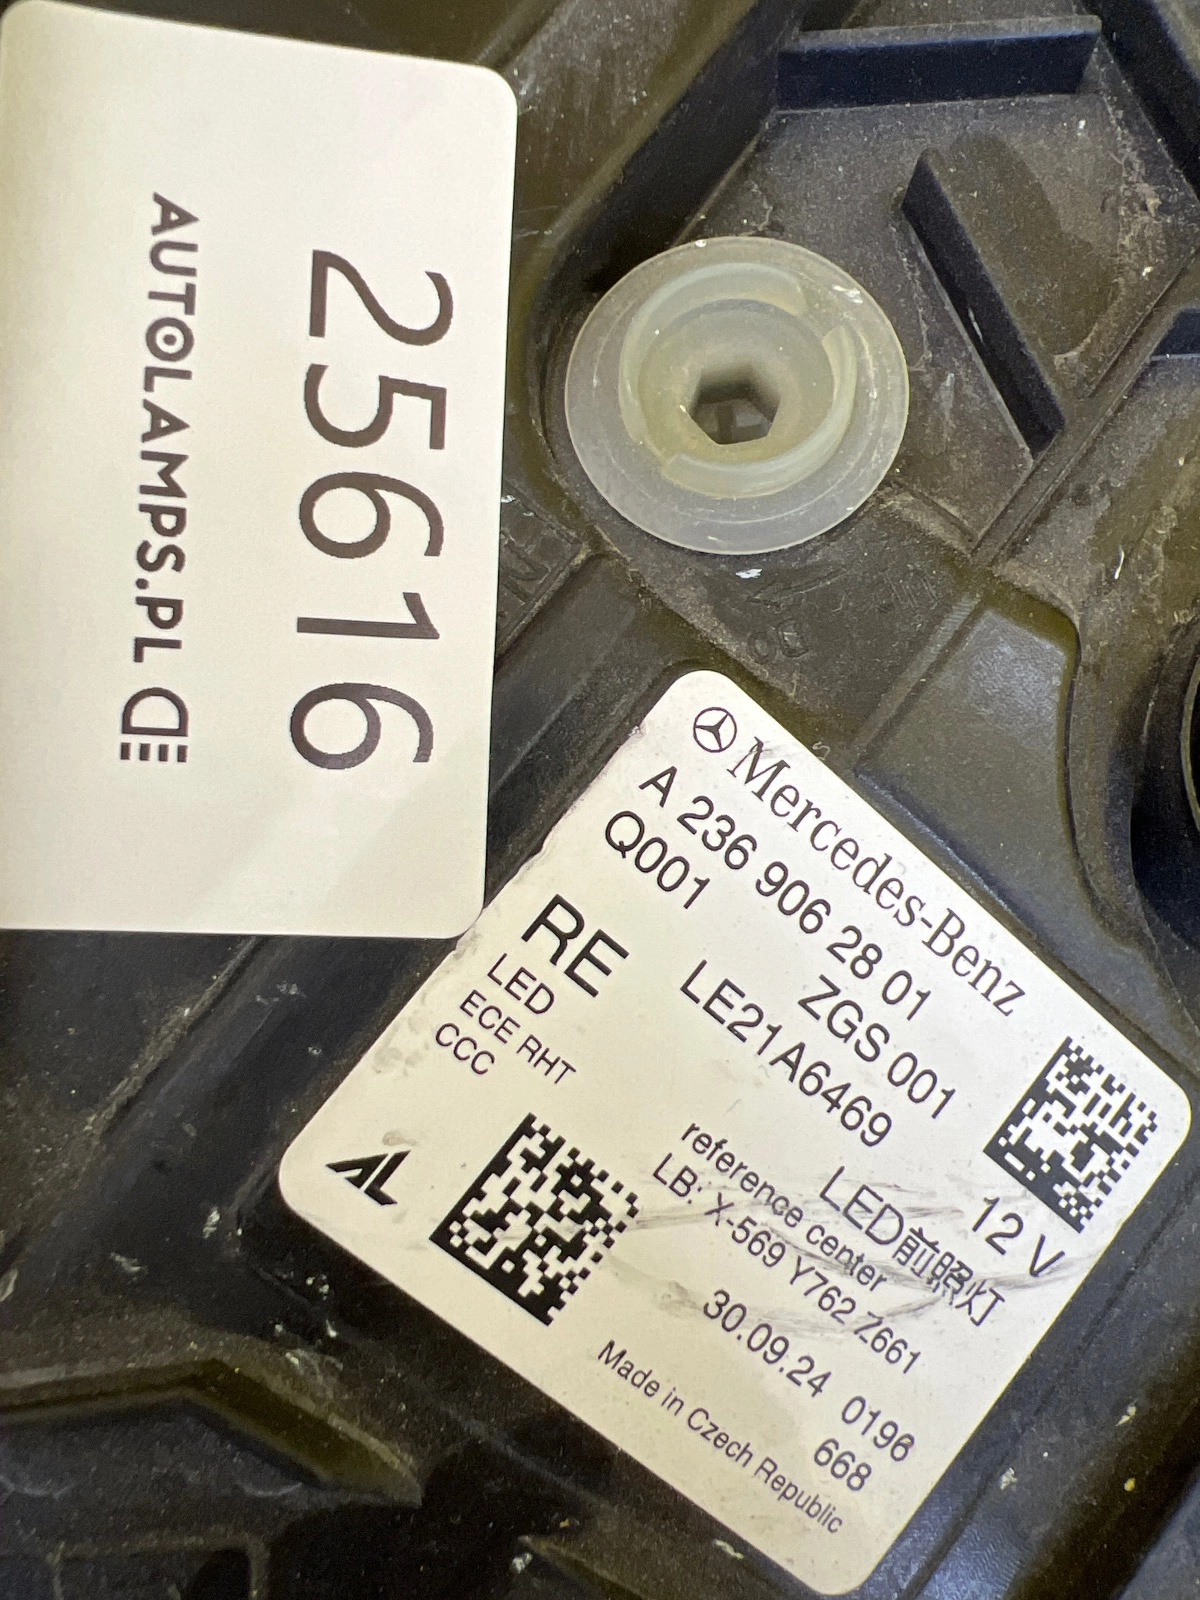 25616
AUTOLAMPS.PL
Mercedes-Benz
A 236 906 28 01
Q001 ZGS 001
RE LE21A6469
LED
ECE RHT
CCC
12 V
LED前照灯
reference center
LB: X-569 Y762 Z661
30.09.24 0196
668
AL
Made in Czech Republic